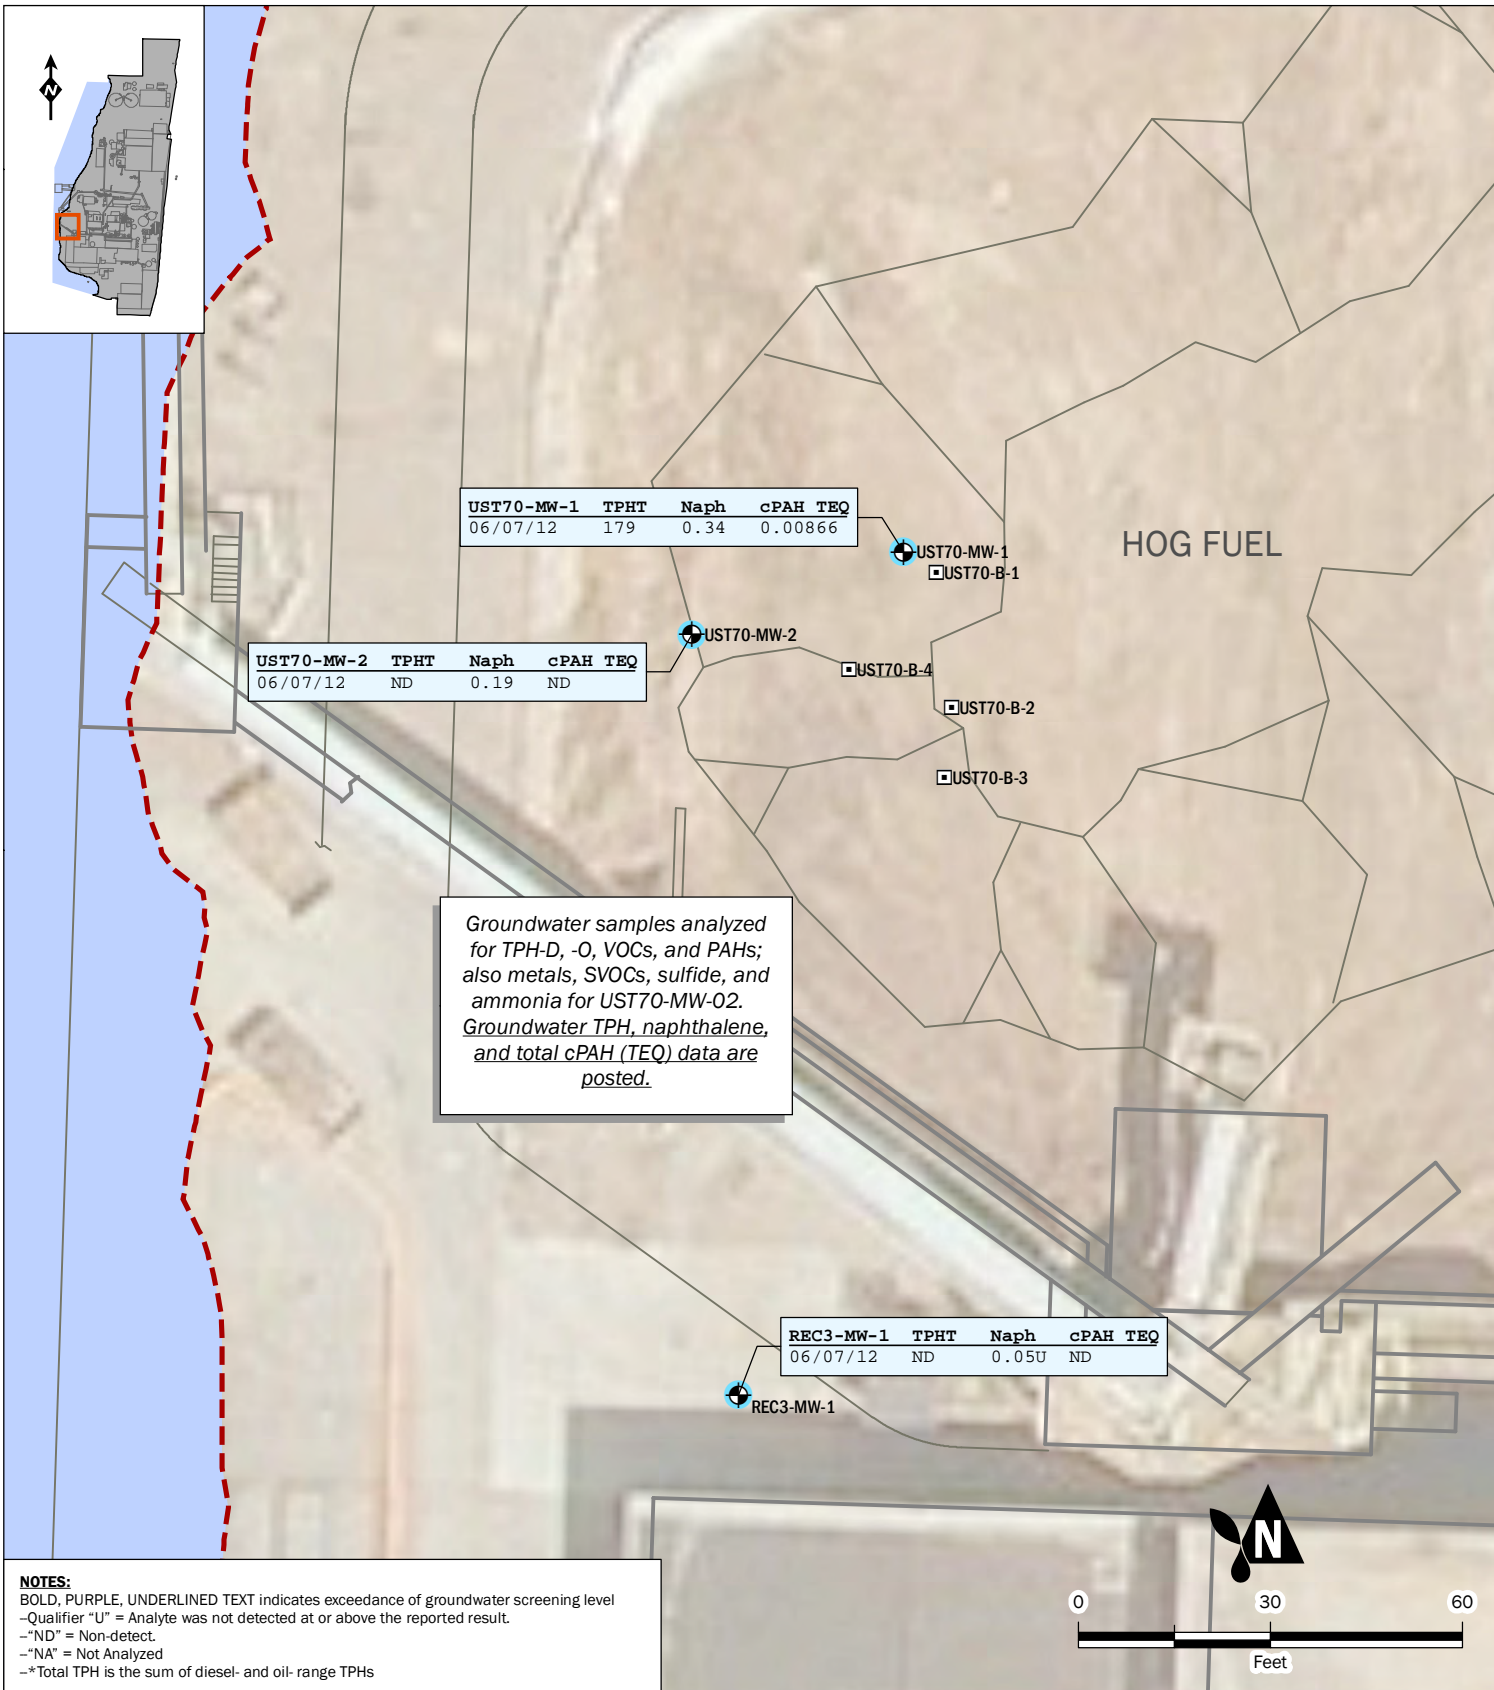 N
UST70-MW-1 TPHT Naph cPAH TEQ
06/07/12 179 0.34 0.00866
HOG FUEL
UST70-MW-1
UST70-B-1
UST70-MW-2
UST70-MW-2 TPHT Naph cPAH TEQ
06/07/12 ND 0.19 ND
UST70-B-4
UST70-B-2
UST70-B-3
Groundwater samples analyzed
for TPH-D, -O, VOCs, and PAHs;
also metals, SVOCs, sulfide, and
ammonia for UST70-MW-02.
Groundwater TPH, naphthalene,
and total cPAH (TEQ) data are
posted.
REC3-MW-1 TPHT Naph cPAH TEQ
06/07/12 ND 0.05U ND
REC3-MW-1
N
0 30 60
Feet
NOTES:
BOLD, PURPLE, UNDERLINED TEXT indicates exceedance of groundwater screening level
–Qualifier “U” = Analyte was not detected at or above the reported result.
–“ND” = Non-detect.
–“NA” = Not Analyzed
–*Total TPH is the sum of diesel- and oil- range TPHs